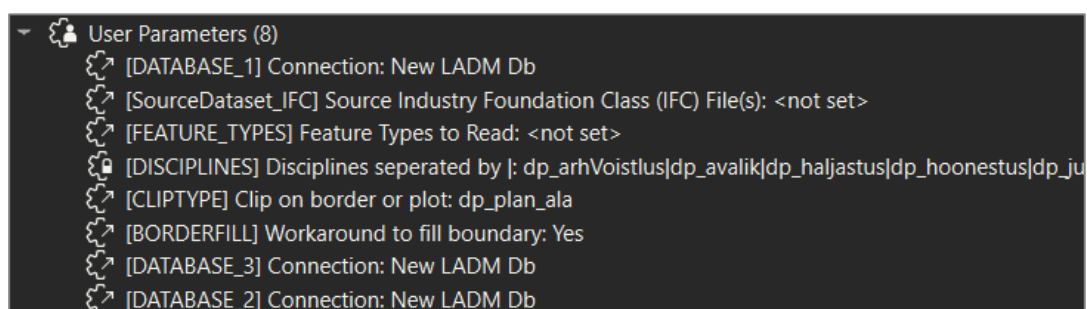 User Parameters (8)
[DATABASE_1] Connection: New LADM Db
[SourceDataset_IFC] Source Industry Foundation Class (IFC) File(s): <not set>
[FEATURE_TYPES] Feature Types to Read: <not set>
[DISCIPLINES] Disciplines seperated by |: dp_arhVoistlus|dp_avalik|dp_haljastus|dp_hoonestus|dp_ju
[CLIPTYPE] Clip on border or plot: dp_plan_ala
[BORDERFILL] Workaround to fill boundary: Yes
[DATABASE_3] Connection: New LADM Db
[DATABASE_2] Connection: New LADM Db